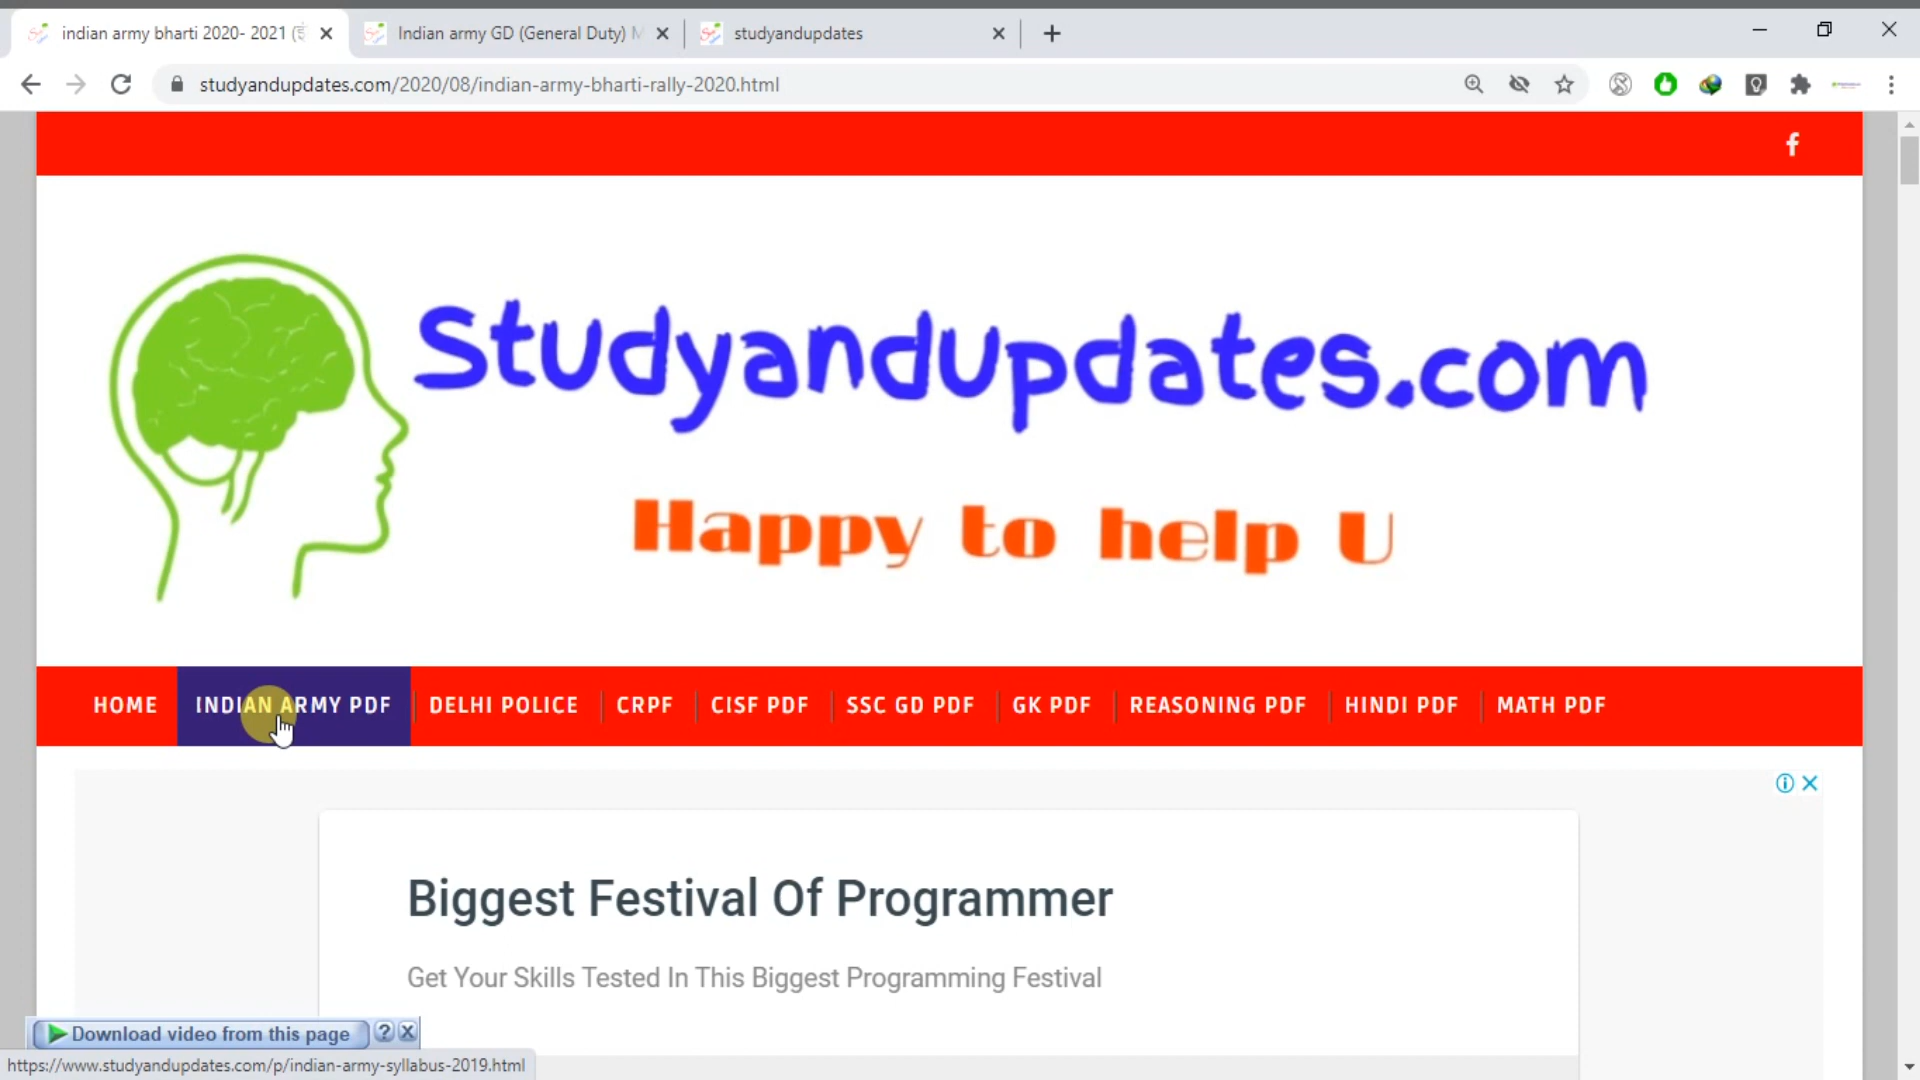 indian army bharti 2020- 2021 (
Indian army GD (General Duty) M
studyandupdates
studyandupdates.com/2020/08/indian-army-bharti-rally-2020.html
f
Studyandupdates.com
Happy to help U
HOME
INDIAN ARMY PDF
DELHI POLICE
CRPF
CISF PDF
SSC GD PDF
GK PDF
REASONING PDF
HINDI PDF
MATH PDF
Biggest Festival Of Programmer
Get Your Skills Tested In This Biggest Programming Festival
Download video from this page
https://www.studyandupdates.com/p/indian-army-syllabus-2019.html